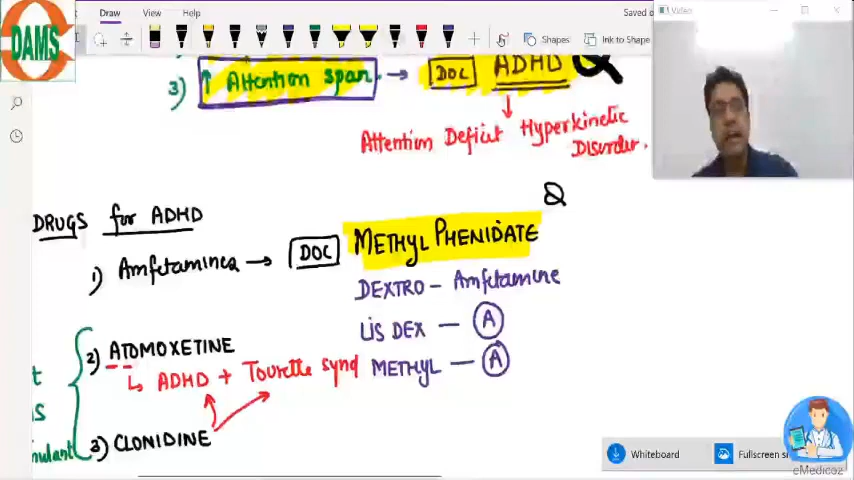 DAMS
Draw
View
Help
Saved
Shapes
Ink to Shape
Video
3) ↑ Attention span → DOC ADHD Q
Attention Deficit Hyperkinetic
Disorder.
DRUGS for ADHD
Q
1) Amfetamines → DOC METHYL PHENIDATE
DEXTRO - Amfetamine
LIS DEX - A
2) ATOMOXETINE
METHYL - A
↳ ADHD + Tourette synd
3) CLONIDINE
Whiteboard
Fullscreen
eMedicoz